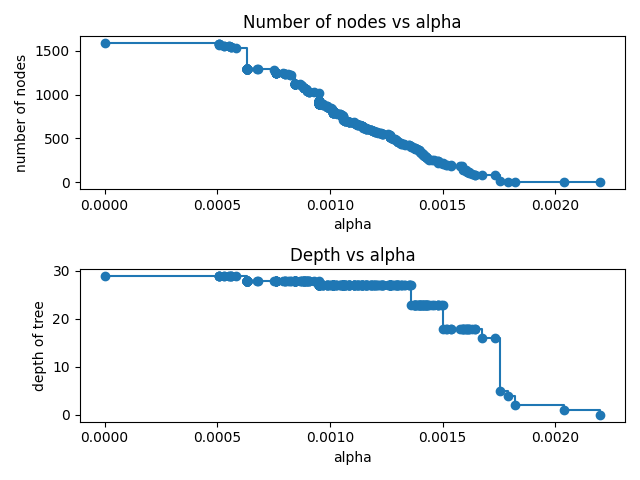 Number of nodes vs alpha
number of nodes
1500
1000
500
0
0.0000 0.0005 0.0010 0.0015 0.0020
alpha
Depth vs alpha
depth of tree
30
20
10
0
0.0000 0.0005 0.0010 0.0015 0.0020
alpha